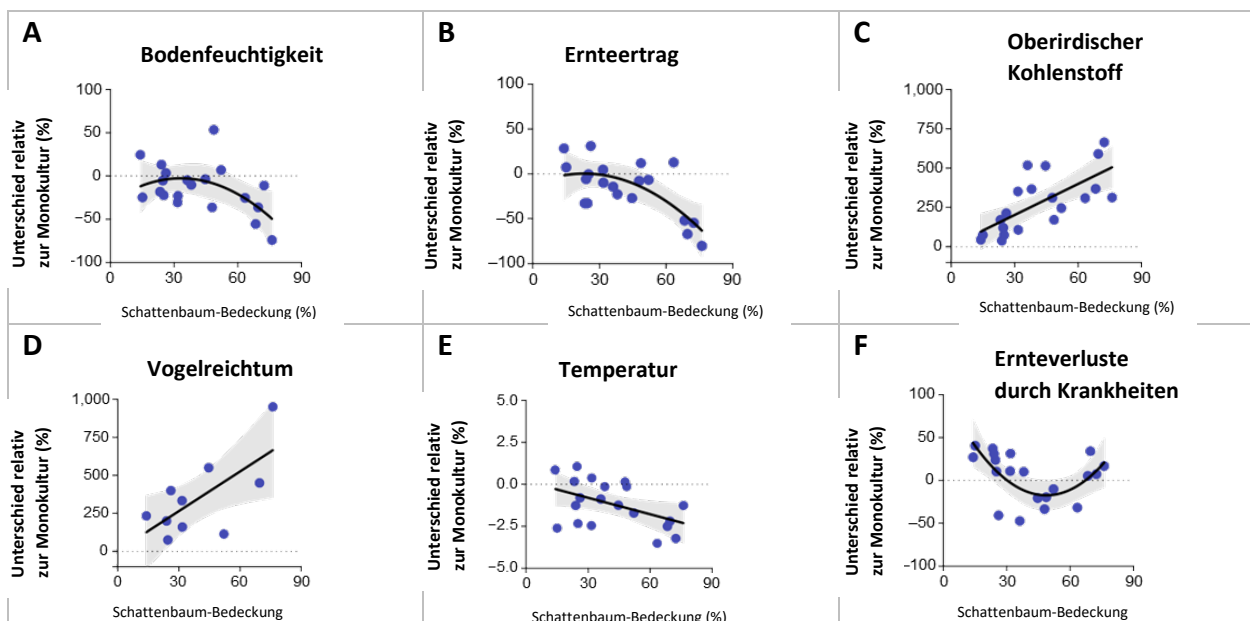 A
Bodenfeuchtigkeit
Unterschied relativ
zur Monokultur (%)
100
50
0
-50
-100
0
30
60
90
Schattenbaum-Bedeckung (%)
B
Ernteertrag
Unterschied relativ
zur Monokultur (%)
100
50
0
−50
−100
0
30
60
90
Schattenbaum-Bedeckung (%)
C
Oberirdischer
Kohlenstoff
Unterschied relativ
zur Monokultur (%)
1,000
750
500
250
0
0
30
60
90
Schattenbaum-Bedeckung (%)
D
Vogelreichtum
Unterschied relativ
zur Monokultur (%)
1,000
750
500
250
0
0
30
60
90
Schattenbaum-Bedeckung
E
Temperatur
Unterschied relativ
zur Monokultur (%)
5.0
2.5
0.0
−2.5
−5.0
0
30
60
90
Schattenbaum-Bedeckung (%)
F
Ernteverluste
durch Krankheiten
Unterschied relativ
zur Monokultur (%)
100
50
0
−50
−100
0
30
60
90
Schattenbaum-Bedeckung